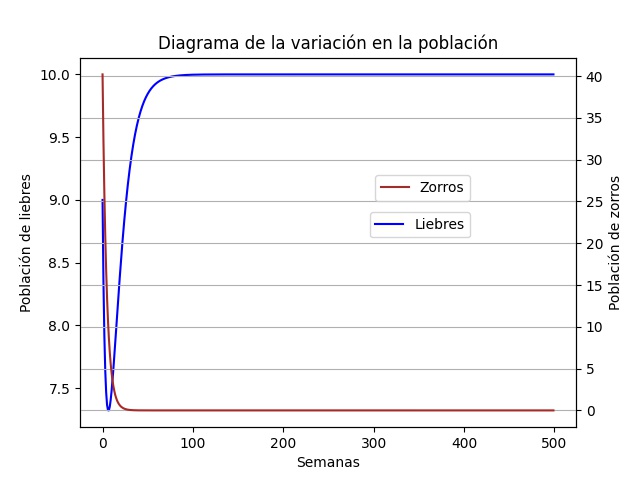 Diagrama de la variación en la población
Población de liebres
10.0
9.5
9.0
8.5
8.0
7.5
40
35
30
25
20
15
10
5
0
Población de zorros
Zorros
Liebres
0 100 200 300 400 500
Semanas